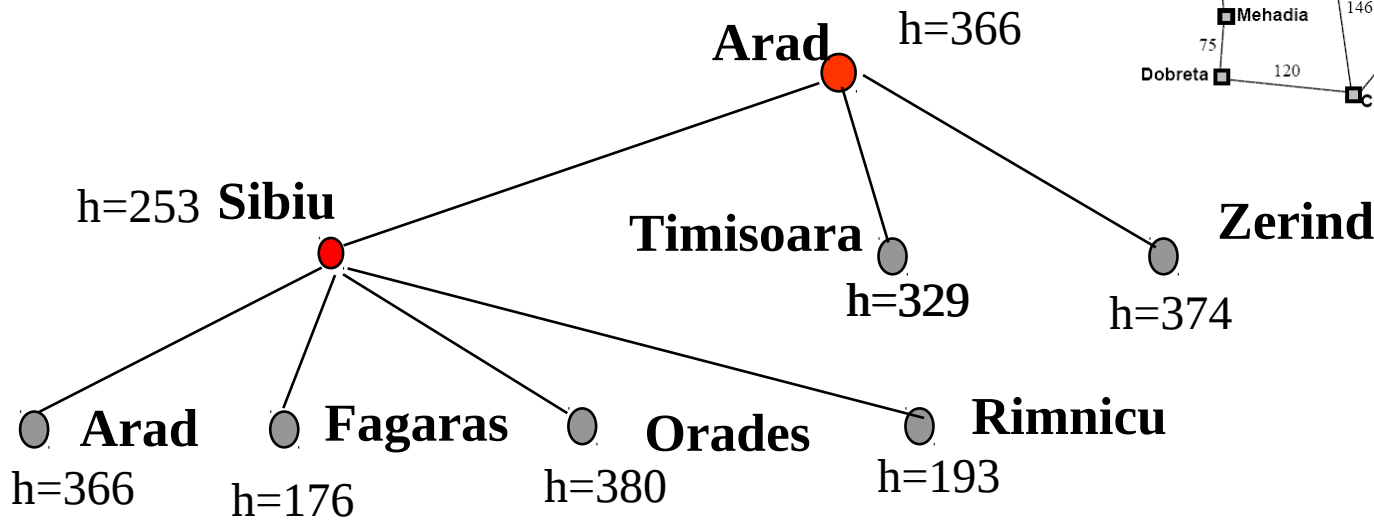 Arad h=366
Mehadia
146
75
Dobreta
120
h=253 Sibiu
Timisoara
Zerind
h=329
h=374
Arad
Fagaras
Orades
Rimnicu
h=366
h=176
h=380
h=193